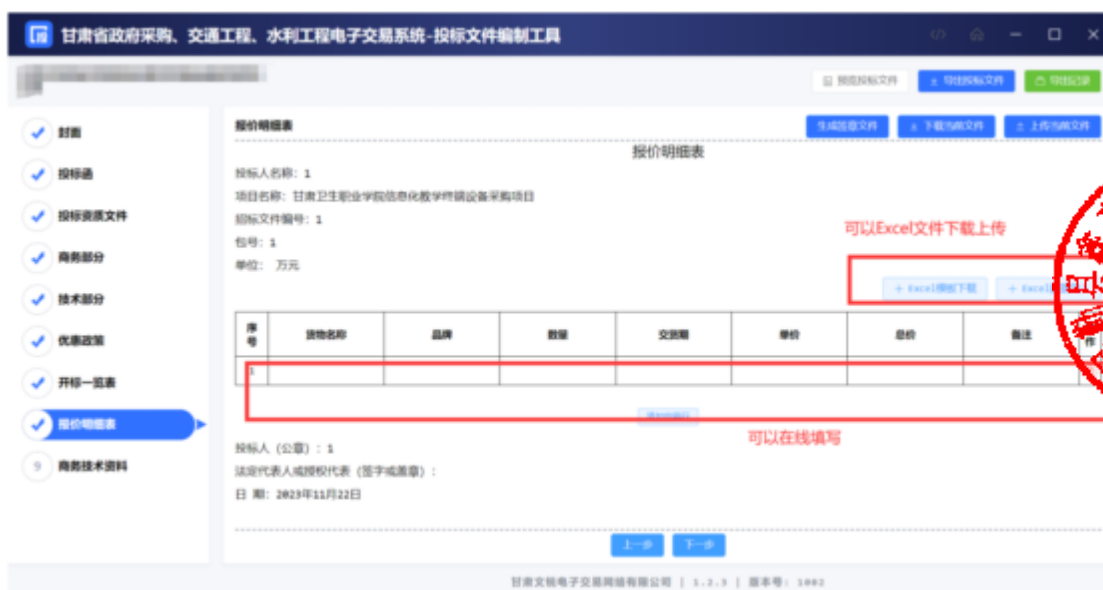 甘肃省政府采购、交通工程、水利工程电子交易系统-投标文件编制工具
预览投标文件 导出投标文件 导出记录
封面
投标函
投标资质文件
商务部分
技术部分
优惠政策
开标一览表
报价明细表
9 商务技术资料
报价明细表 生成签章文件 下载当前文件 上传当前文件
报价明细表
投标人名称: 1
项目名称: 甘肃卫生职业学院信息化教学终端设备采购项目
招标文件编号: 1
包号: 1
单位: 万元
可以Excel文件下载上传
+ Excel模板下载 + Excel
序号 货物名称 品牌 数量 交货期 单价 总价 备注 作
1
可以在线填写
投标人 (公章) : 1
法定代表人或授权代表 (签字或盖章) :
日 期: 2023年11月22日
上一步 下一步
甘肃文锐电子交易网络有限公司 | 1.2.3 | 版本号: 1002